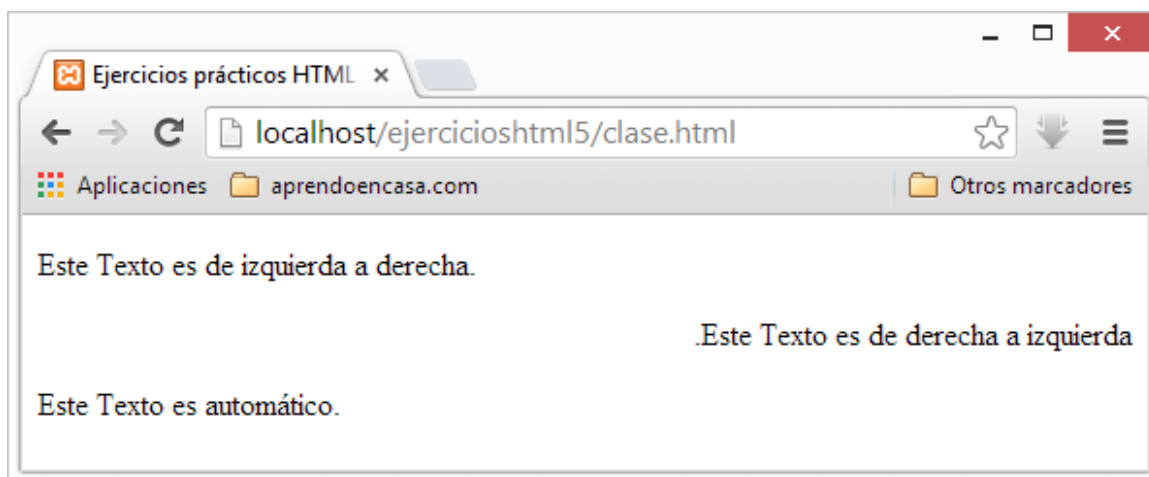 Ejercicios prácticos HTML
localhost/ejercicioshtml5/clase.html
Aplicaciones aprendoencasa.com Otros marcadores
Este Texto es de izquierda a derecha.
.Este Texto es de derecha a izquierda
Este Texto es automático.